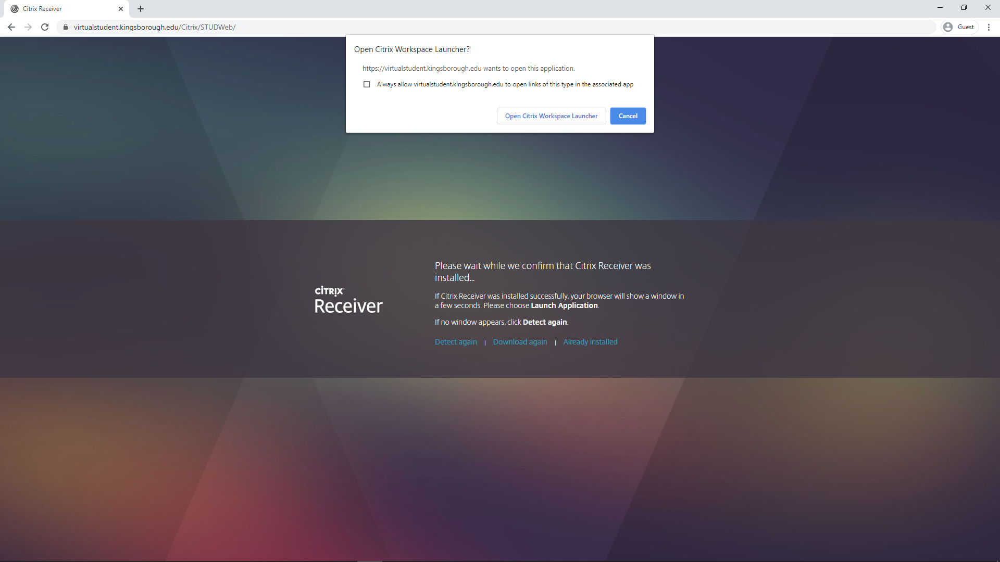 Citrix Receiver
virtualstudent.kingsborough.edu/Citrix/STUDWeb/
Guest
Open Citrix Workspace Launcher?
https://virtualstudent.kingsborough.edu wants to open this application.
Always allow virtualstudent.kingsborough.edu to open links of this type in the associated app
Open Citrix Workspace Launcher Cancel
CITRIX
Receiver
Please wait while we confirm that Citrix Receiver was
installed...
If Citrix Receiver was installed successfully, your browser will show a window in
a few seconds. Please choose Launch Application.
If no window appears, click Detect again.
Detect again | Download again | Already installed